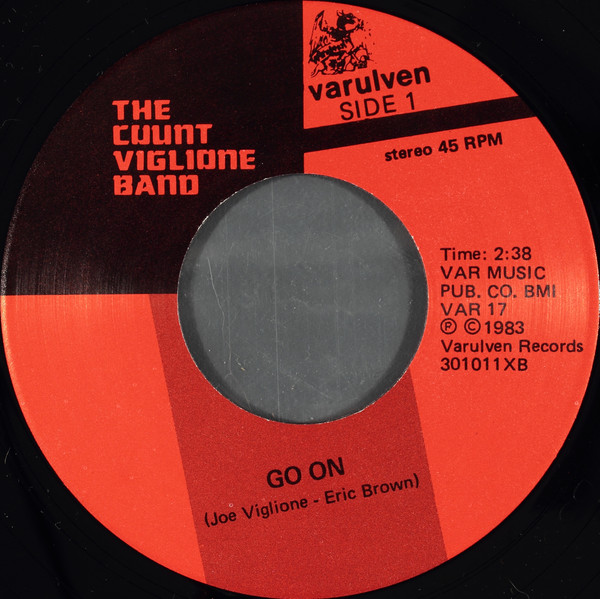 THE
COUNT
VIGLIONE
BAND
varulven
SIDE 1
stereo 45 RPM
Time: 2:38
VAR MUSIC
PUB. CO. BMI
VAR 17
℗ © 1983
Varulven Records
301011XB
GO ON
(Joe Viglione - Eric Brown)